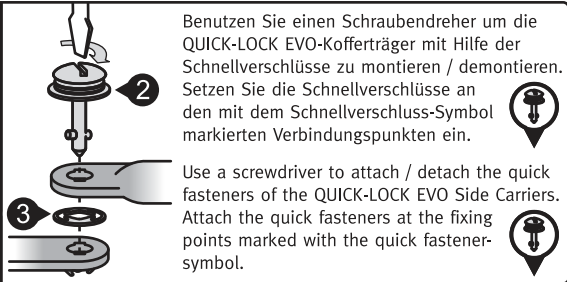 2
3
Benutzen Sie einen Schraubendreher um die
QUICK-LOCK EVO-Kofferträger mit Hilfe der
Schnellverschlüsse zu montieren / demontieren.
Setzen Sie die Schnellverschlüsse an
den mit dem Schnellverschluss-Symbol
markierten Verbindungspunkten ein.
Use a screwdriver to attach / detach the quick
fasteners of the QUICK-LOCK EVO Side Carriers.
Attach the quick fasteners at the fixing
points marked with the quick fastener-
symbol.